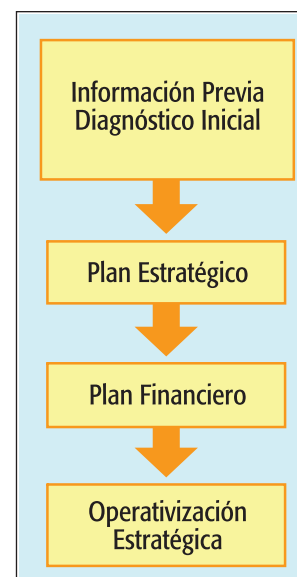 Información Previa
Diagnóstico Inicial
Plan Estratégico
Plan Financiero
Operativización
Estratégica